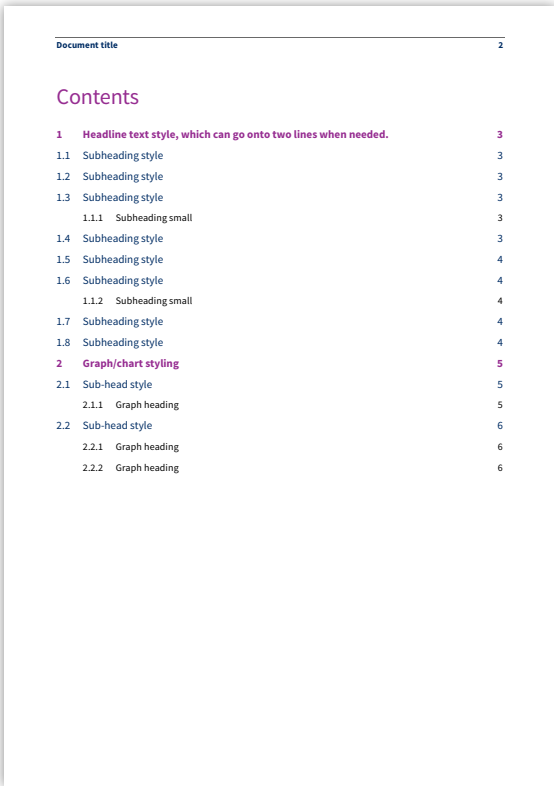 Document title 2
Contents
1 Headline text style, which can go onto two lines when needed. 3
1.1 Subheading style 3
1.2 Subheading style 3
1.3 Subheading style 3
1.1.1 Subheading small 3
1.4 Subheading style 3
1.5 Subheading style 4
1.6 Subheading style 4
1.1.2 Subheading small 4
1.7 Subheading style 4
1.8 Subheading style 4
2 Graph/chart styling 5
2.1 Sub-head style 5
2.1.1 Graph heading 5
2.2 Sub-head style 6
2.2.1 Graph heading 6
2.2.2 Graph heading 6